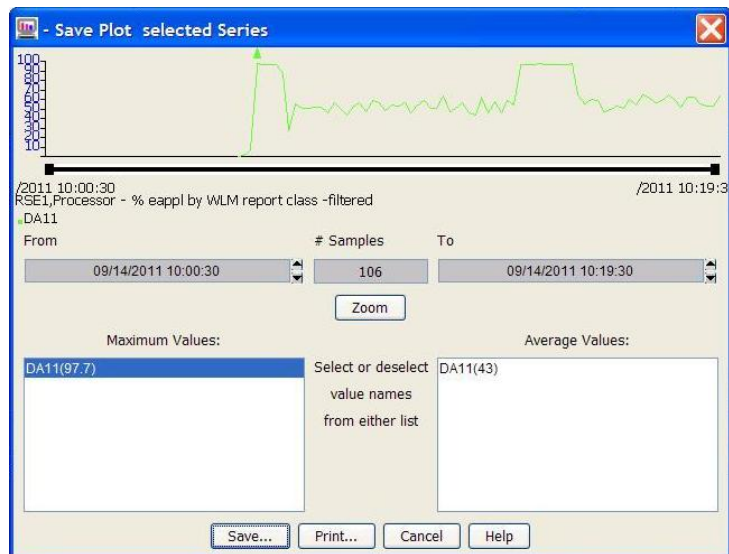 - Save Plot selected Series
100
90
80
70
60
50
40
30
20
10
/2011 10:00:30 /2011 10:19:3
RSE1,Processor - % eappl by WLM report class -filtered
DA11
From # Samples To
09/14/2011 10:00:30 106 09/14/2011 10:19:30
Zoom
Maximum Values: Average Values:
DA11(97.7) Select or deselect DA11(43)
value names
from either list
Save... Print... Cancel Help